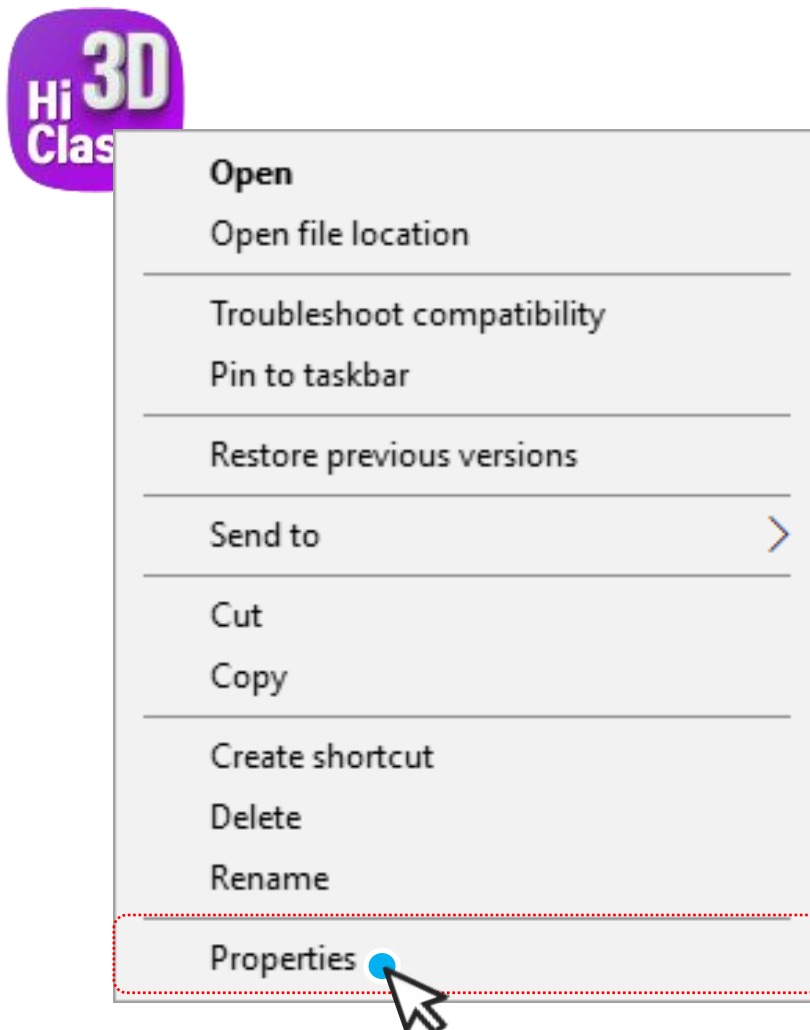 3D
Hi
Clas
Open
Open file location
Troubleshoot compatibility
Pin to taskbar
Restore previous versions
Send to
Cut
Copy
Create shortcut
Delete
Rename
Properties